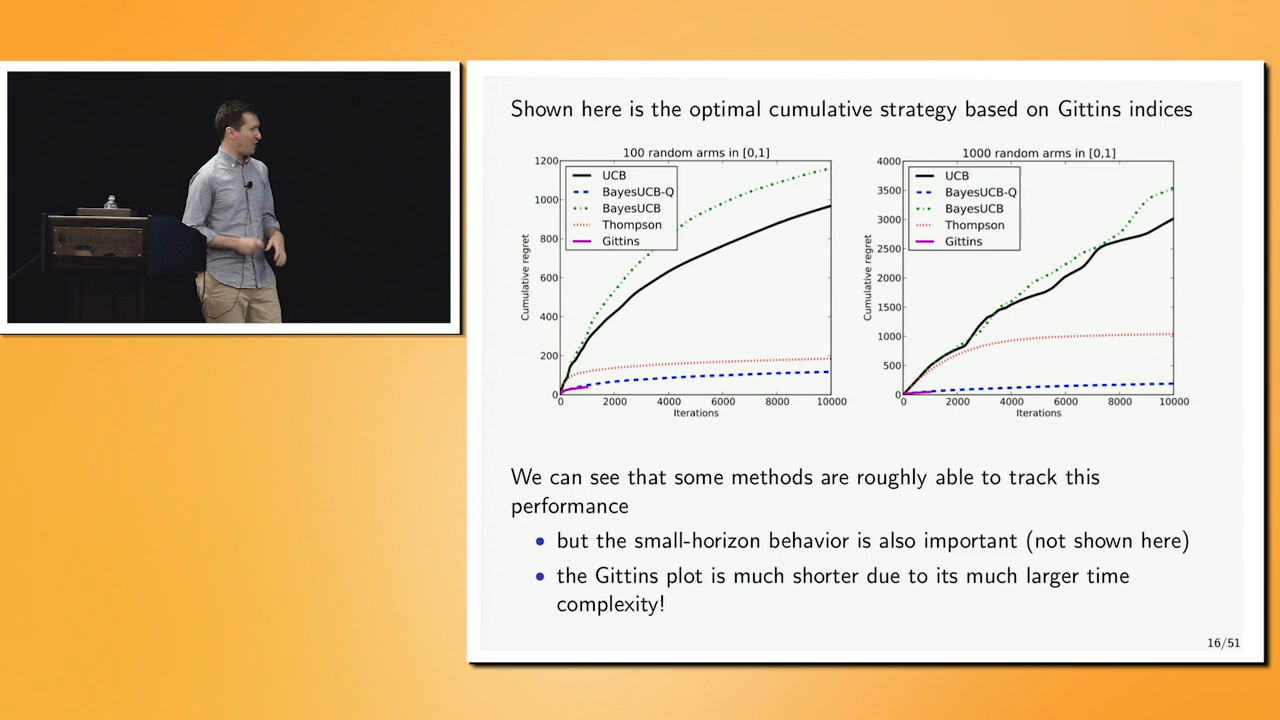 Shown here is the optimal cumulative strategy based on Gittins indices
100 random arms in [0,1]
UCB
BayesUCB-Q
BayesUCB
Thompson
Gittins
Cumulative regret
1200
1000
800
600
400
200
0
0 2000 4000 6000 8000 10000
Iterations
1000 random arms in [0,1]
UCB
BayesUCB-Q
BayesUCB
Thompson
Gittins
Cumulative regret
4000
3500
3000
2500
2000
1500
1000
500
0
0 2000 4000 6000 8000 10000
Iterations
We can see that some methods are roughly able to track this
performance
• but the small-horizon behavior is also important (not shown here)
• the Gittins plot is much shorter due to its much larger time
complexity!
16/51